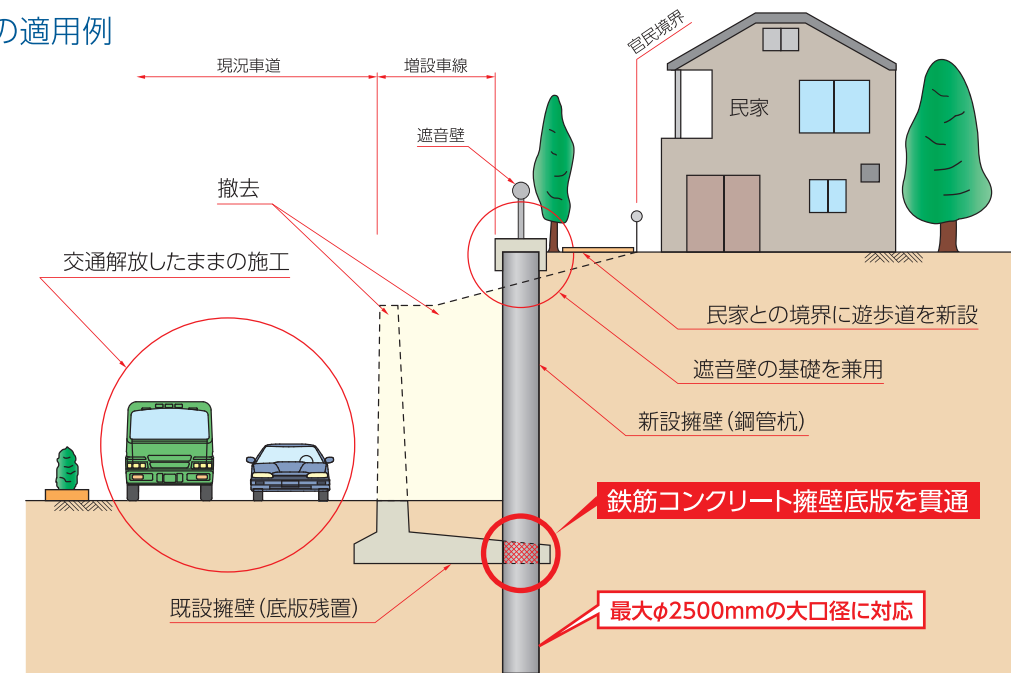 の適用例
官民境界
現況車道
増設車線
民家
遮音壁
撤去
交通解放したままの施工
民家との境界に遊歩道を新設
遮音壁の基礎を兼用
新設擁壁(鋼管杭)
鉄筋コンクリート擁壁底版を貫通
既設擁壁(底版残置)
最大φ2500mmの大口径に対応